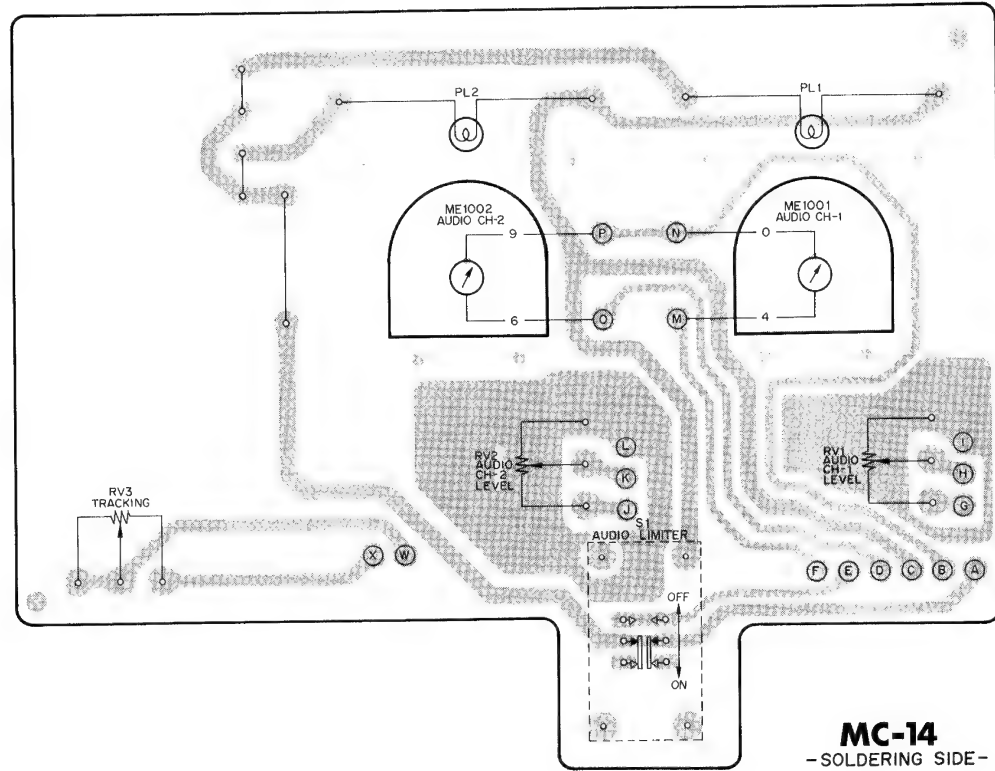 PL2
PL1
ME1002
AUDIO CH-2
9
6
P
N
O
M
ME1001
AUDIO CH-1
0
4
RV2
AUDIO
CH-2
LEVEL
L
K
J
RV1
AUDIO
CH-1
LEVEL
I
H
G
RV3
TRACKING
X
W
S1
AUDIO LIMITER
F
E
D
C
B
A
OFF
ON
MC-14
-SOLDERING SIDE-